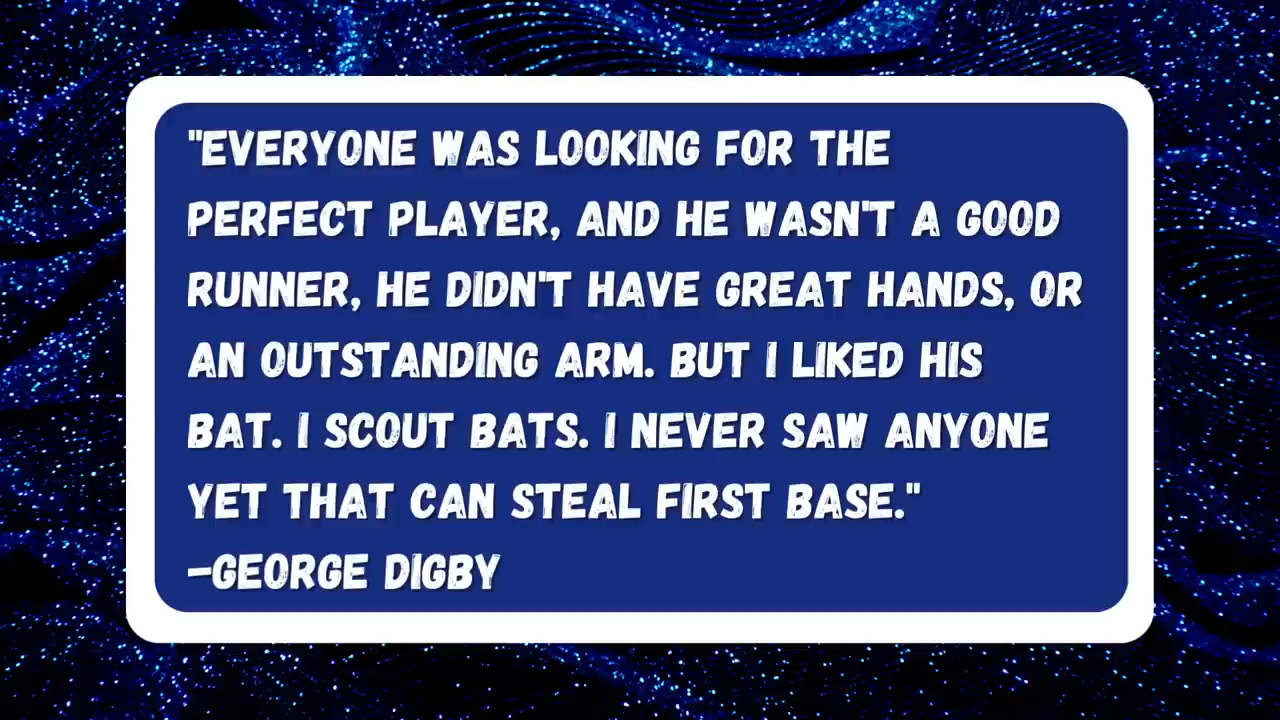 "EVERYONE WAS LOOKING FOR THE
PERFECT PLAYER, AND HE WASN'T A GOOD
RUNNER, HE DIDN'T HAVE GREAT HANDS, OR
AN OUTSTANDING ARM. BUT I LIKED HIS
BAT. I SCOUT BATS. I NEVER SAW ANYONE
YET THAT CAN STEAL FIRST BASE."
–GEORGE DIGBY